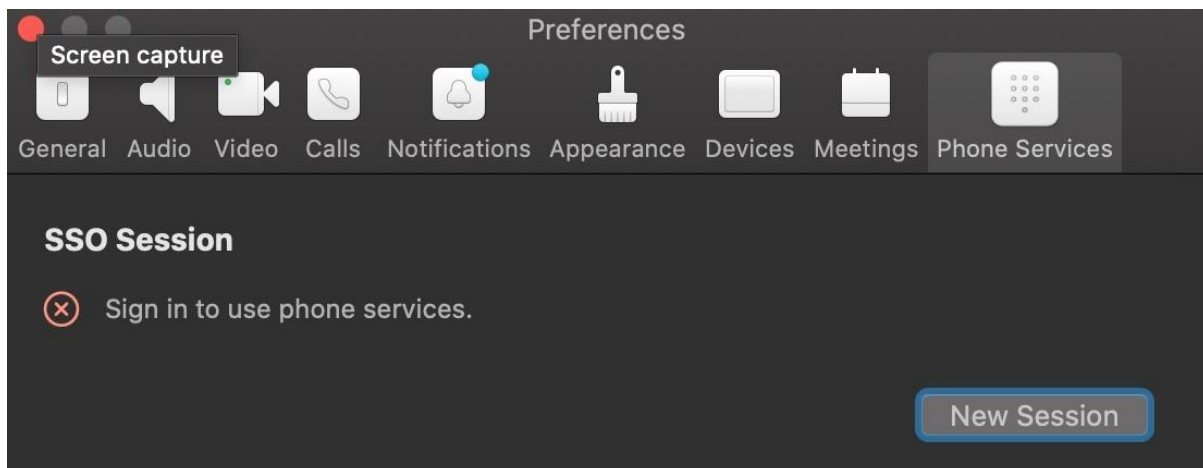 Preferences
Screen capture
General Audio Video Calls Notifications Appearance Devices Meetings Phone Services
SSO Session
Sign in to use phone services.
New Session